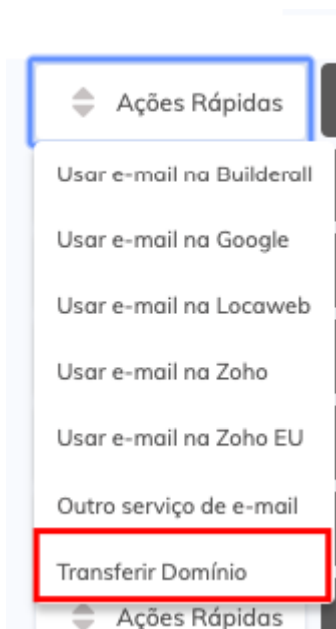 Ações Rápidas
Usar e-mail na Builderall
Usar e-mail na Google
Usar e-mail na Locaweb
Usar e-mail na Zoho
Usar e-mail na Zoho EU
Outro serviço de e-mail
Transferir Domínio
Ações Rápidas